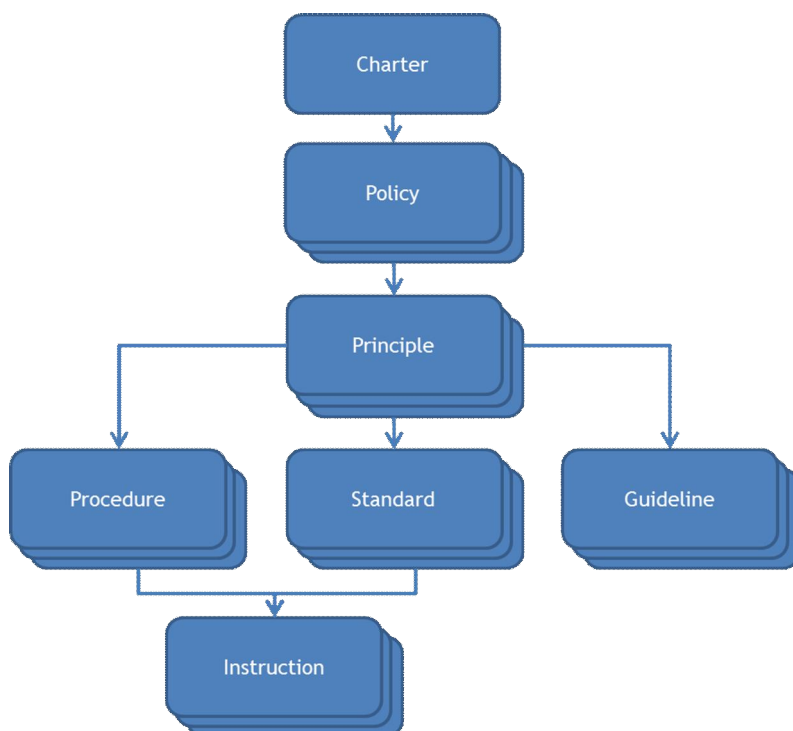 Charter
Policy
Principle
Procedure
Standard
Guideline
Instruction